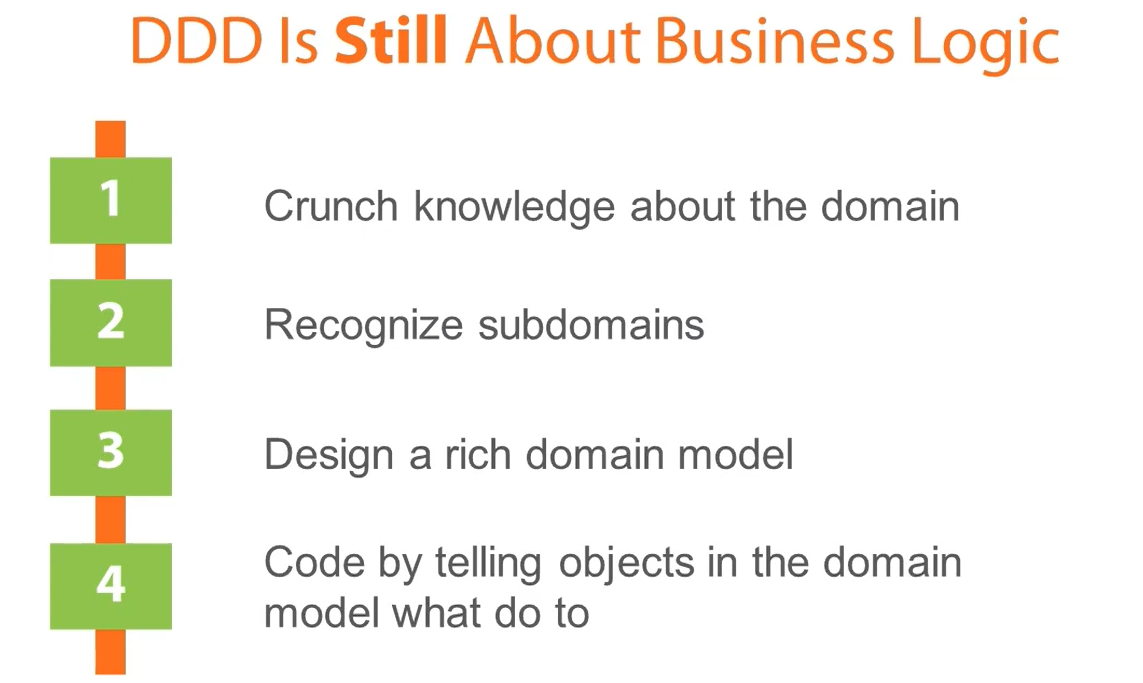 DDD Is Still About Business Logic
1
Crunch knowledge about the domain
2
Recognize subdomains
3
Design a rich domain model
4
Code by telling objects in the domain
model what do to